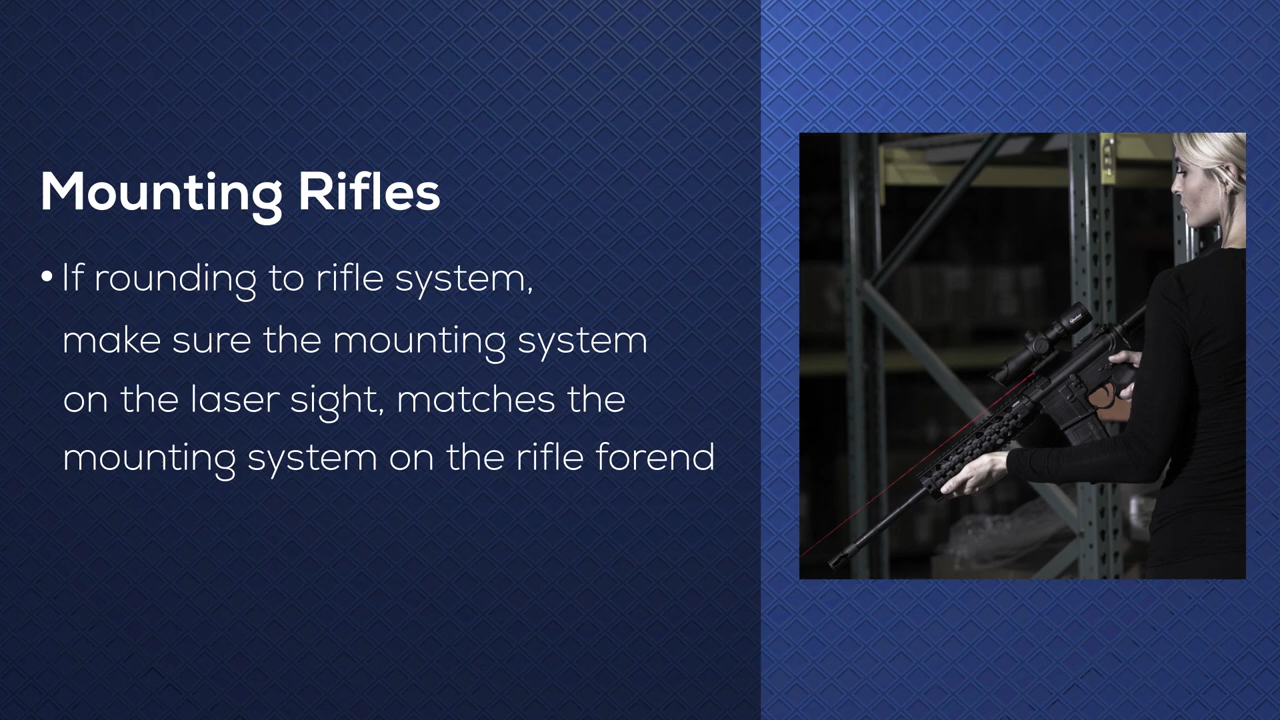 Mounting Rifles
• If rounding to rifle system,
make sure the mounting system
on the laser sight, matches the
mounting system on the rifle forend